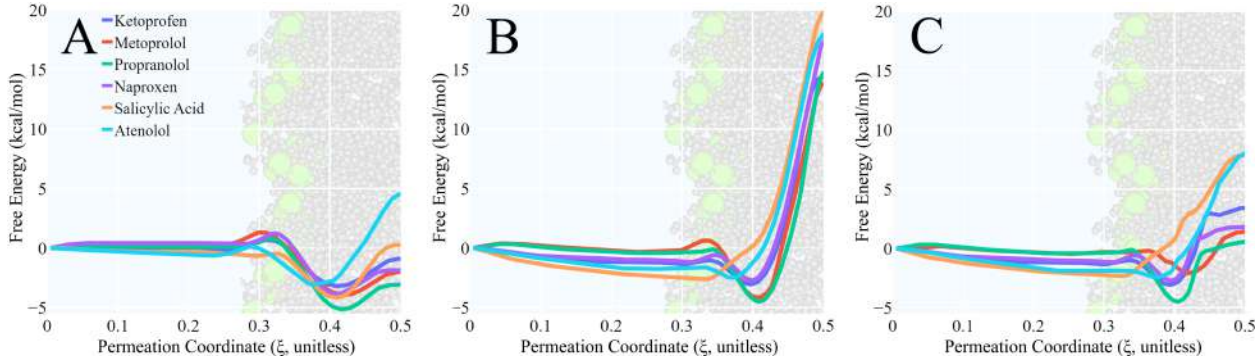 A
20
15
10
5
0
−5
Free Energy (kcal/mol)
Ketoprofen
Metoprolol
Propranolol
Naproxen
Salicylic Acid
Atenolol
0 0.1 0.2 0.3 0.4 0.5
Permeation Coordinate (ξ, unitless)
B
20
15
10
5
0
−5
Free Energy (kcal/mol)
0 0.1 0.2 0.3 0.4 0.5
Permeation Coordinate (ξ, unitless)
C
20
15
10
5
0
−5
Free Energy (kcal/mol)
0 0.1 0.2 0.3 0.4 0.5
Permeation Coordinate (ξ, unitless)